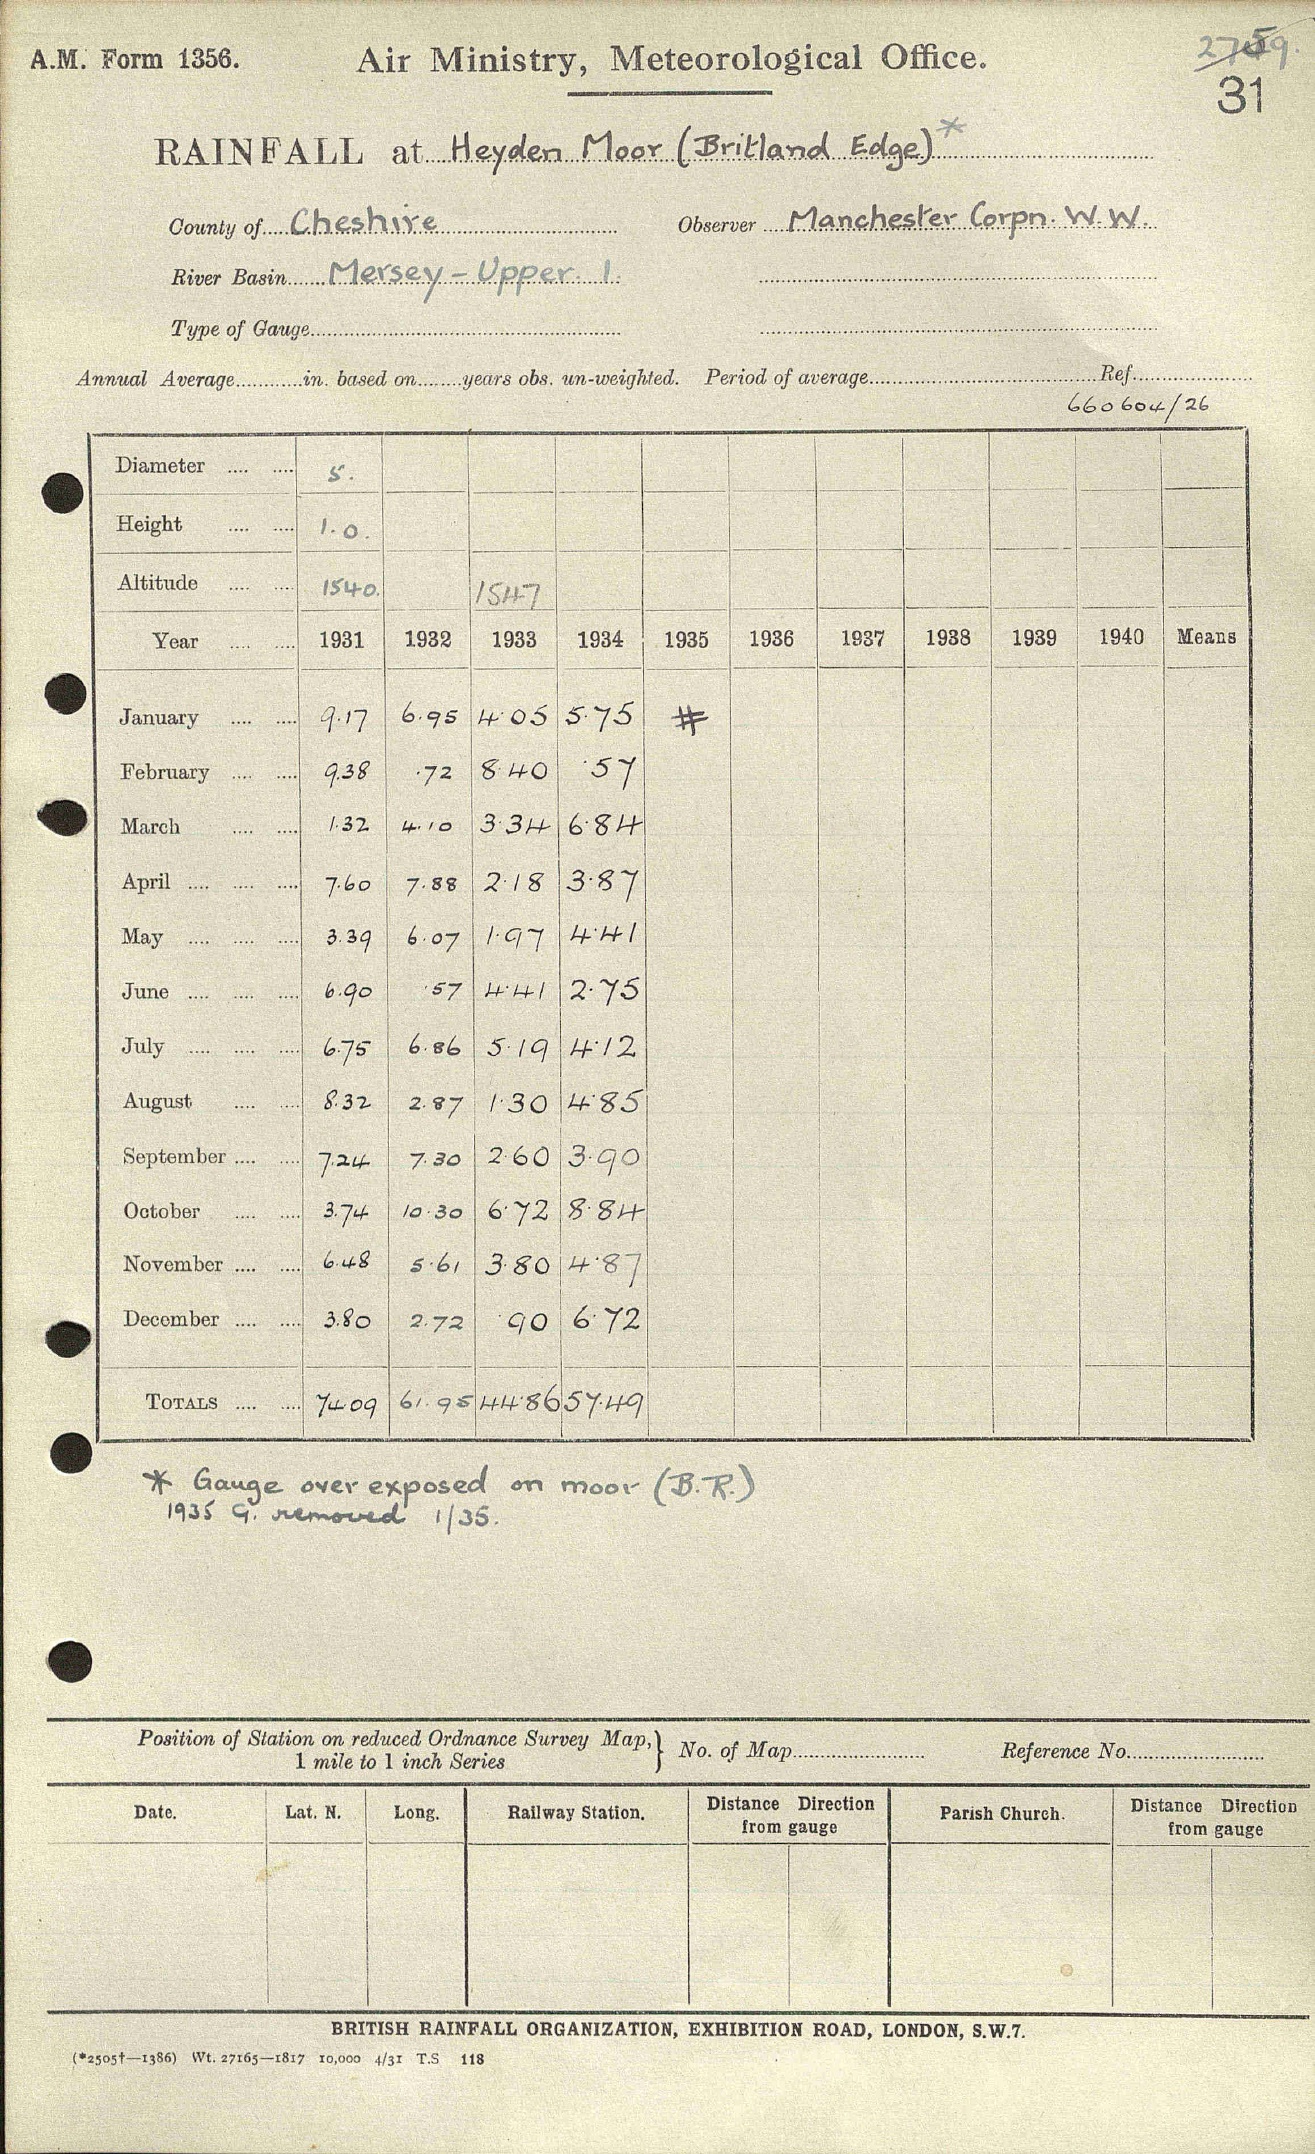 A.M. Form 1356.
Air Ministry, Meteorological Office.
31
RAINFALL at Heyden Moor (Britland Edge)*
County of Cheshire Observer Manchester Corpn. W.W.
River Basin Mersey – Upper 1.
Type of Gauge
Annual Average in. based on years obs. un-weighted. Period of average Ref.
660604/26
Diameter 5.
Height 1.0.
Altitude 1540. 1547
Year 1931 1932 1933 1934 1935 1936 1937 1938 1939 1940 Means
January 9.17 6.95 4.05 5.75 #
February 9.38 .72 8.40 .57
March 1.32 4.10 3.34 6.84
April 7.60 7.88 2.18 3.87
May 3.39 6.07 1.97 4.41
June 6.90 .57 4.41 2.75
July 6.75 6.86 5.19 4.12
August 8.32 2.87 1.30 4.85
September 7.24 7.30 2.60 3.90
October 3.74 10.30 6.72 8.84
November 6.48 5.61 3.80 4.87
December 3.80 2.72 .90 6.72
TOTALS 74.09 61.95 44.86 57.49
* Gauge over exposed on moor (B.R.)
1935 G. removed 1/35.
Position of Station on reduced Ordnance Survey Map,
1 mile to 1 inch Series } No. of Map Reference No.
Date. Lat. N. Long. Railway Station. Distance Direction from gauge Parish Church. Distance Direction from gauge
BRITISH RAINFALL ORGANIZATION, EXHIBITION ROAD, LONDON, S.W.7.
(*2505†—1386) Wt. 27165—1817 10,000 4/31 T.S 118